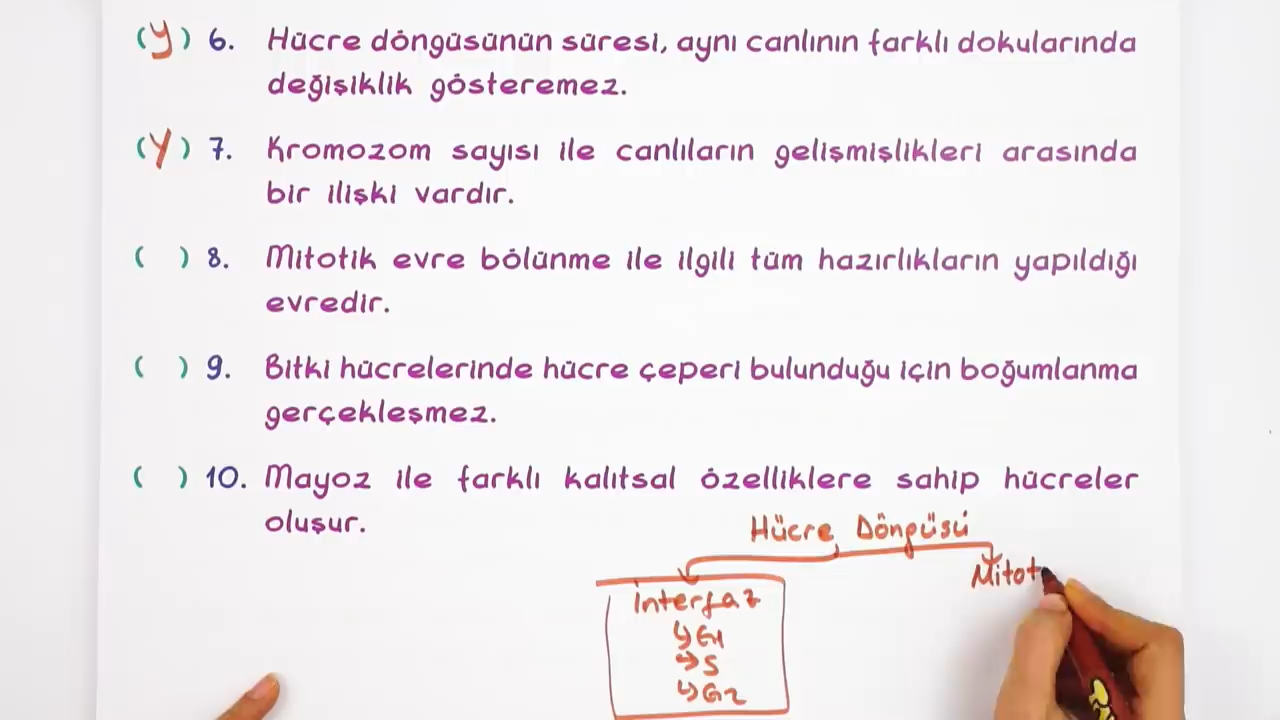 (Y) 6. Hücre döngüsünün süresi, aynı canlının farklı dokularında
değişiklik gösteremez.
(Y) 7. Kromozom sayısı ile canlıların gelişmişlikleri arasında
bir ilişki vardır.
( ) 8. Mitotik evre bölünme ile ilgili tüm hazırlıkların yapıldığı
evredir.
( ) 9. Bitki hücrelerinde hücre çeperi bulunduğu için boğumlanma
gerçekleşmez.
( ) 10. Mayoz ile farklı kalıtsal özelliklere sahip hücreler
oluşur.
Hücre Döngüsü
İnterfaz
Mitot
G1
S
G2